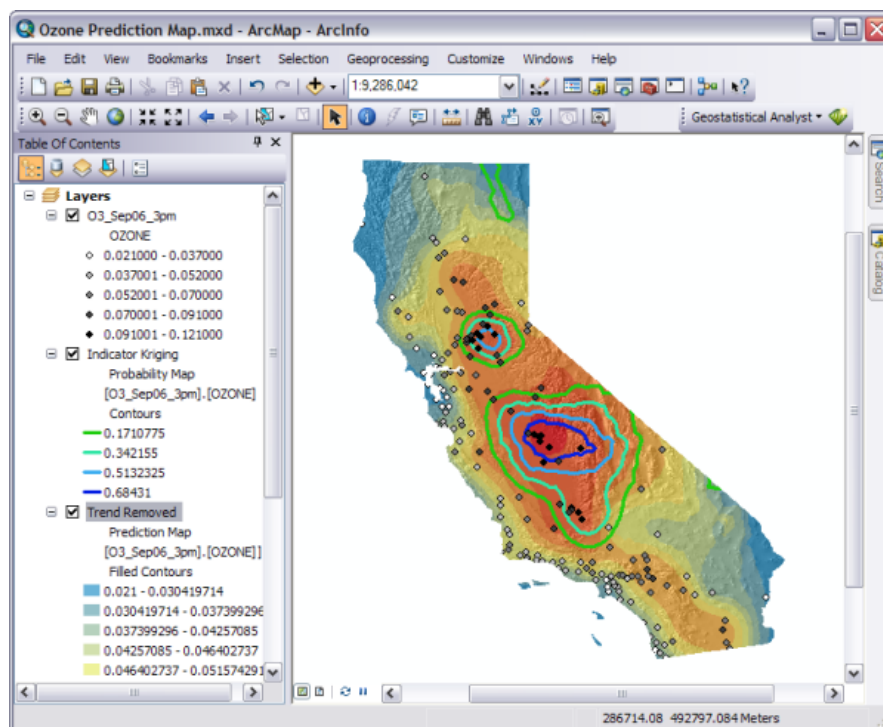 Ozone Prediction Map.mxd - ArcMap - ArcInfo
File Edit View Bookmarks Insert Selection Geoprocessing Customize Windows Help
1:9,286,042
Geostatistical Analyst
Table Of Contents
Layers
O3_Sep06_3pm
OZONE
0.021000 - 0.037000
0.037001 - 0.052000
0.052001 - 0.070000
0.070001 - 0.091000
0.091001 - 0.121000
Indicator Kriging
Probability Map
[O3_Sep06_3pm].[OZONE]
Contours
0.1710775
0.342155
0.5132325
0.68431
Trend Removed
Prediction Map
[O3_Sep06_3pm].[OZONE]]
Filled Contours
0.021 - 0.030419714
0.030419714 - 0.037399296
0.037399296 - 0.04257085
0.04257085 - 0.046402737
0.046402737 - 0.051574291
Search
Catalog
286714.08 492797.084 Meters